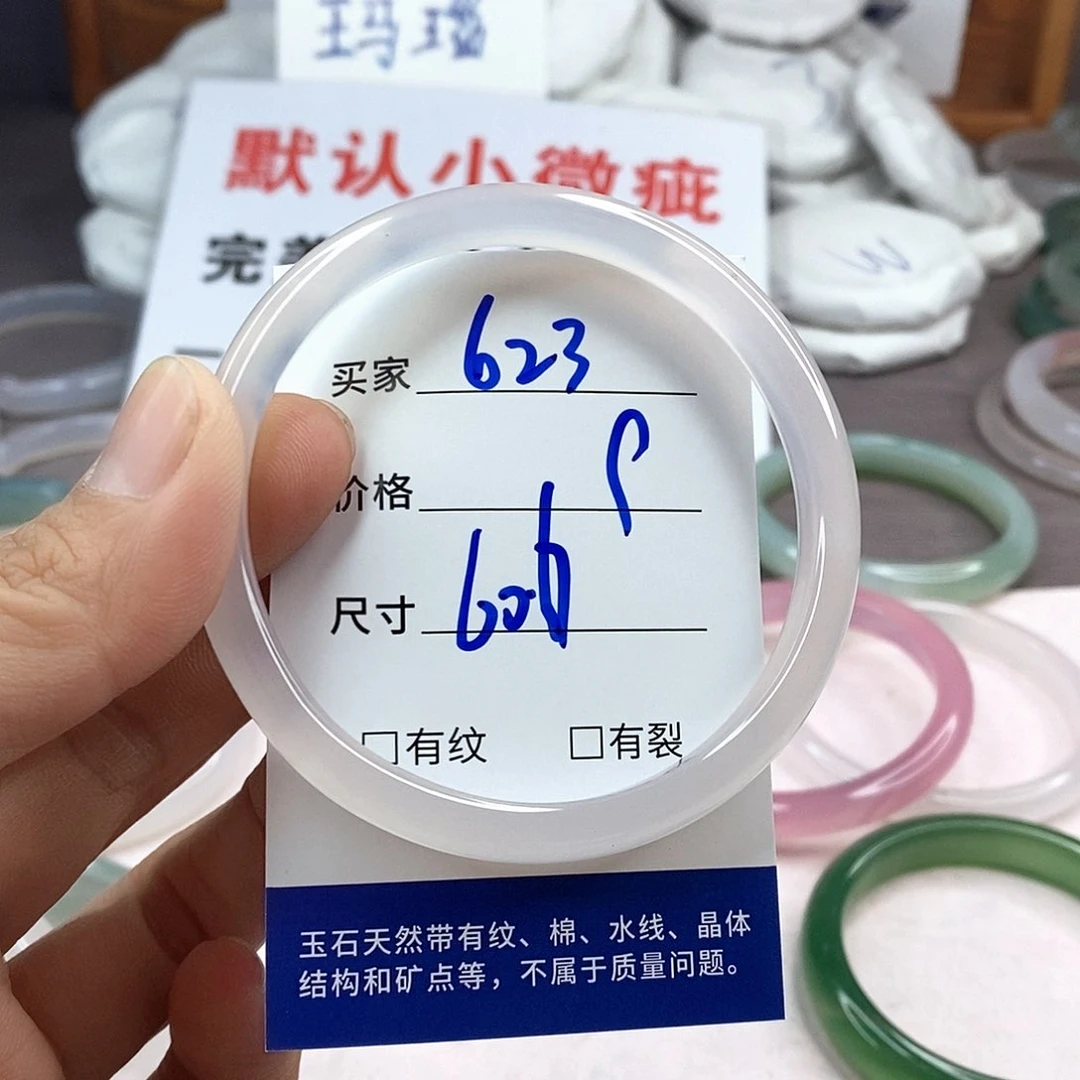 玛瑙
默认小微疵
完美
买家 623
价格
尺寸
□有纹 □有裂
玉石天然带有纹、棉、水线、晶体
结构和矿点等，不属于质量问题。